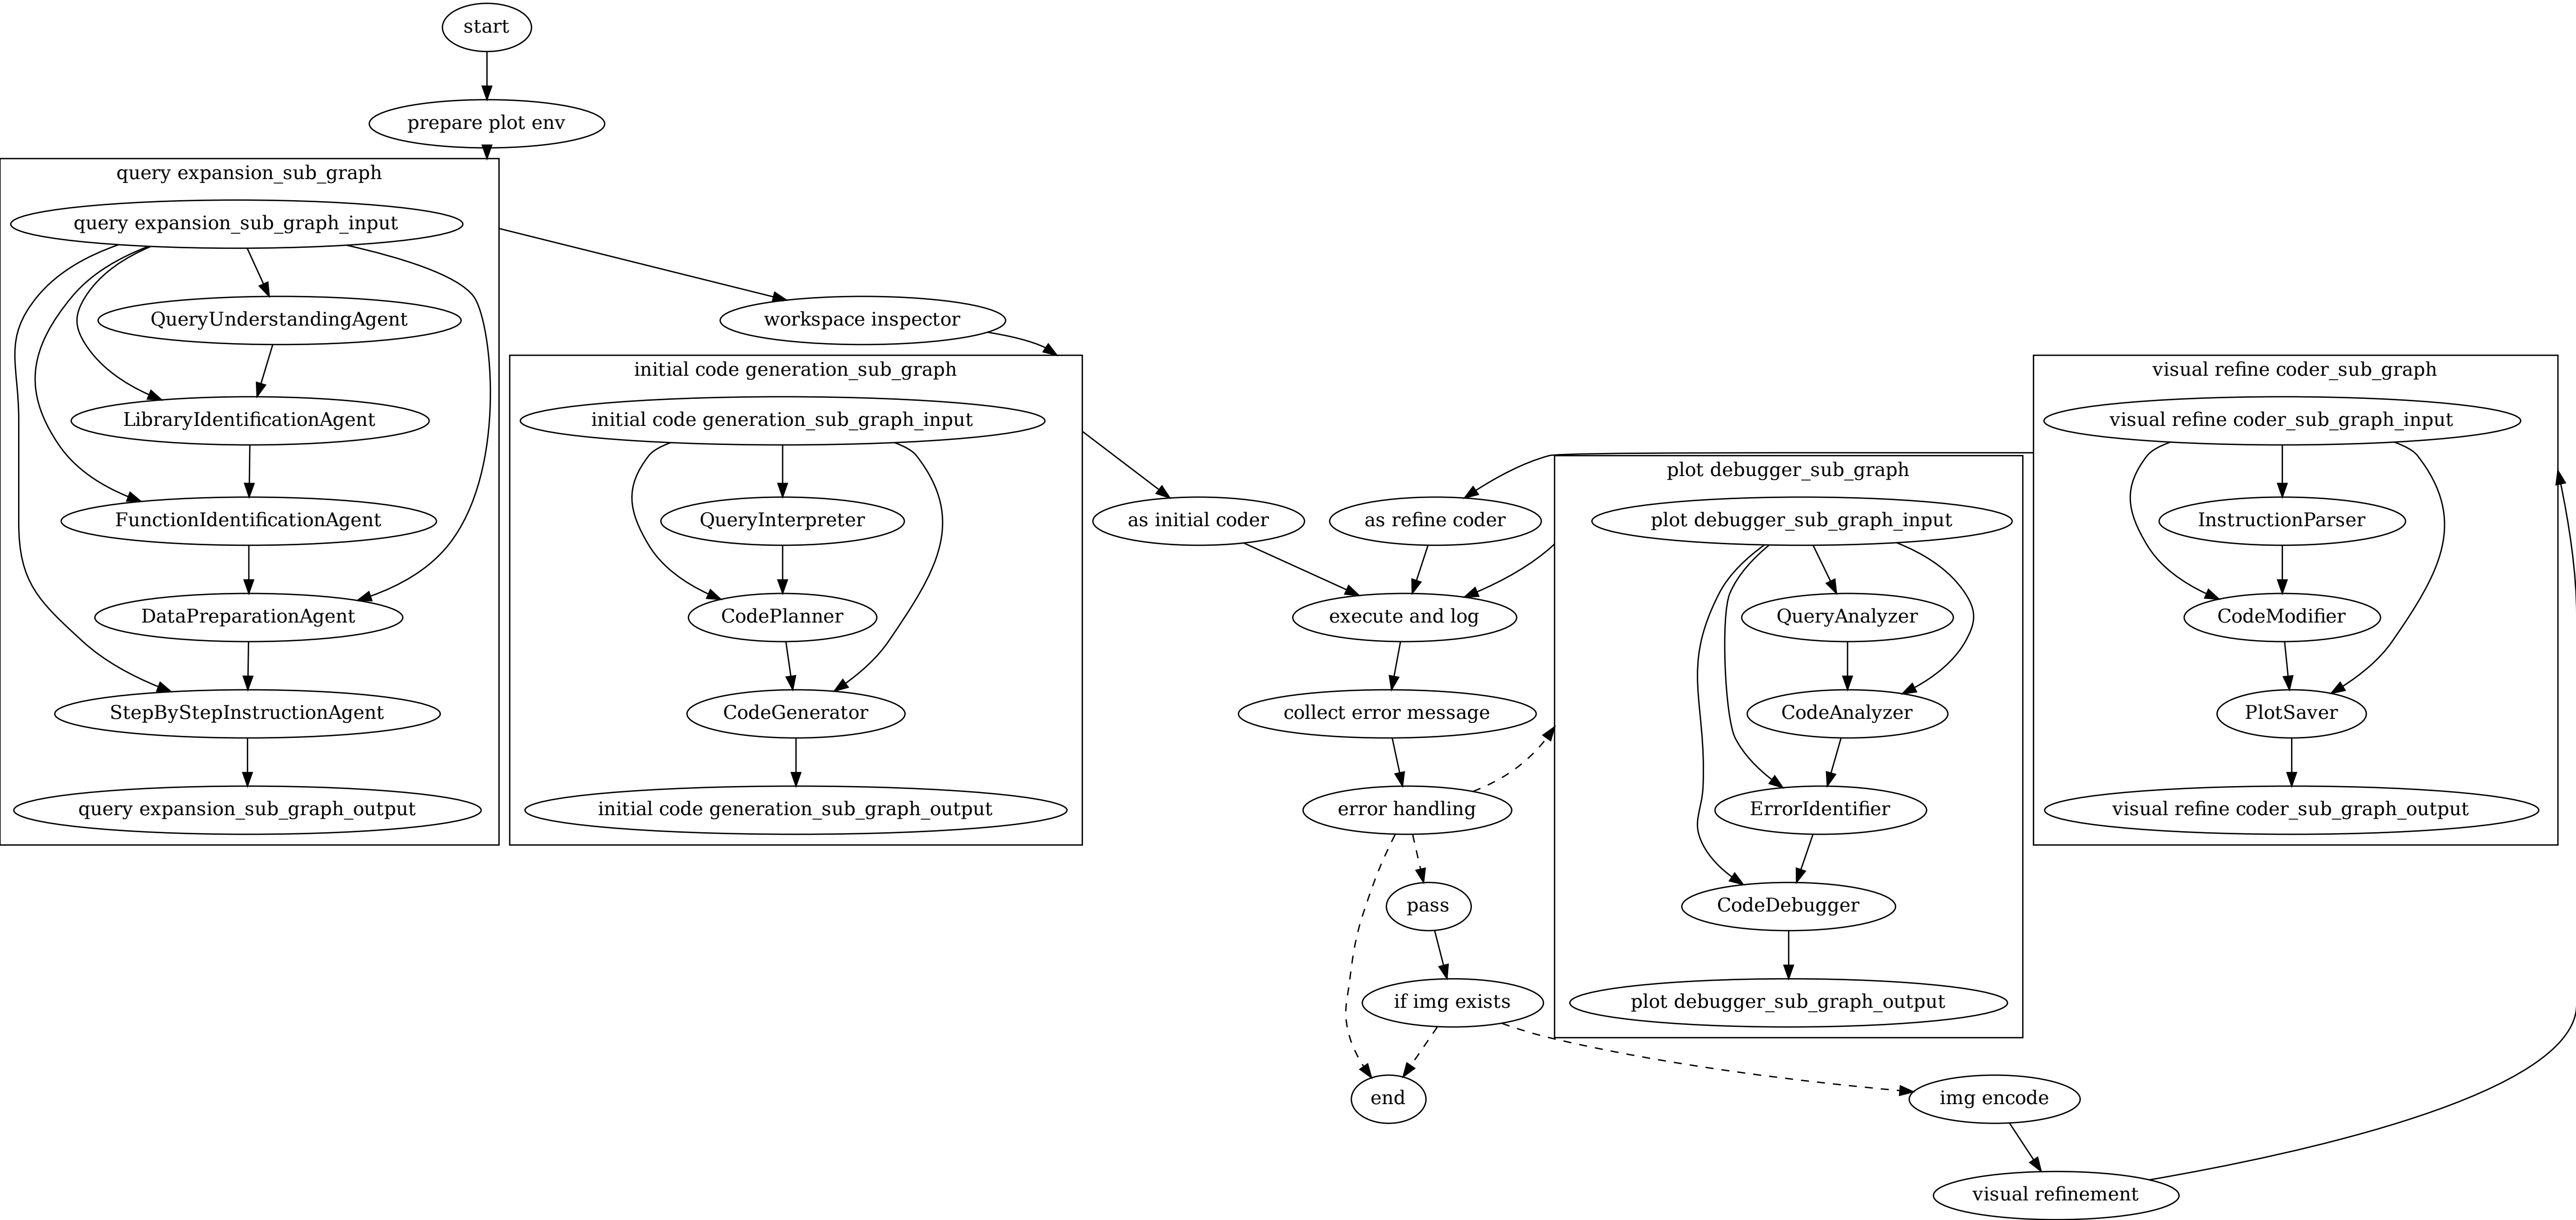 start
prepare plot env
query expansion_sub_graph
query expansion_sub_graph_input
QueryUnderstandingAgent
LibraryIdentificationAgent
FunctionIdentificationAgent
DataPreparationAgent
StepByStepInstructionAgent
query expansion_sub_graph_output
workspace inspector
initial code generation_sub_graph
initial code generation_sub_graph_input
QueryInterpreter
CodePlanner
CodeGenerator
initial code generation_sub_graph_output
as initial coder
as refine coder
execute and log
collect error message
error handling
pass
if img exists
end
plot debugger_sub_graph
plot debugger_sub_graph_input
QueryAnalyzer
CodeAnalyzer
ErrorIdentifier
CodeDebugger
plot debugger_sub_graph_output
visual refine coder_sub_graph
visual refine coder_sub_graph_input
InstructionParser
CodeModifier
PlotSaver
visual refine coder_sub_graph_output
img encode
visual refinement